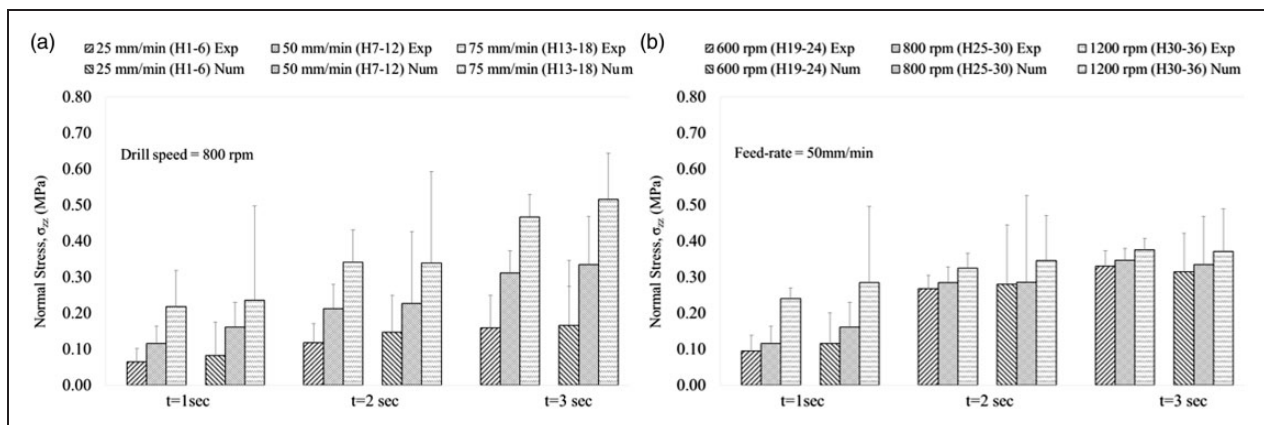 (a)
25 mm/min (H1-6) Exp 50 mm/min (H7-12) Exp 75 mm/min (H13-18) Exp
25 mm/min (H1-6) Num 50 mm/min (H7-12) Num 75 mm/min (H13-18) Num
0.80
0.70
0.60
0.50
0.40
0.30
0.20
0.10
0.00
Normal Stress, σzz (MPa)
Drill speed = 800 rpm
t=1sec t=2 sec t=3 sec
(b)
600 rpm (H19-24) Exp 800 rpm (H25-30) Exp 1200 rpm (H30-36) Exp
600 rpm (H19-24) Num 800 rpm (H25-30) Num 1200 rpm (H30-36) Num
0.80
0.70
0.60
0.50
0.40
0.30
0.20
0.10
0.00
Normal Stress, σzz (MPa)
Feed-rate = 50mm/min
t=1sec t=2 sec t=3 sec